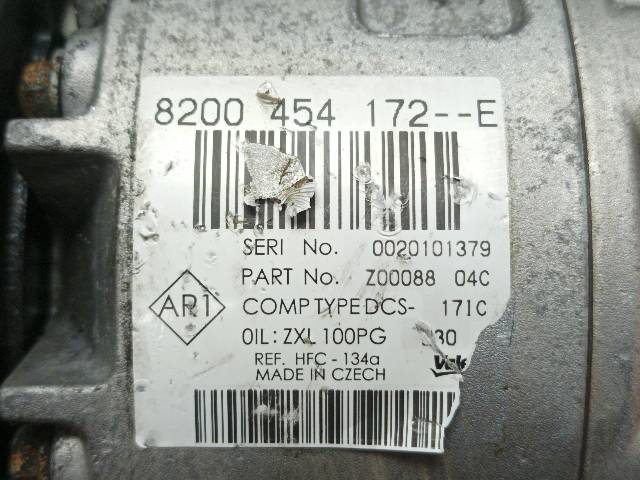 8200 454 172--E
SERI No. 0020101379
PART No. Z00088 04C
AR1
COMP TYPE DCS- 171C
OIL: ZXL 100PG 30
REF. HFC - 134a
MADE IN CZECH